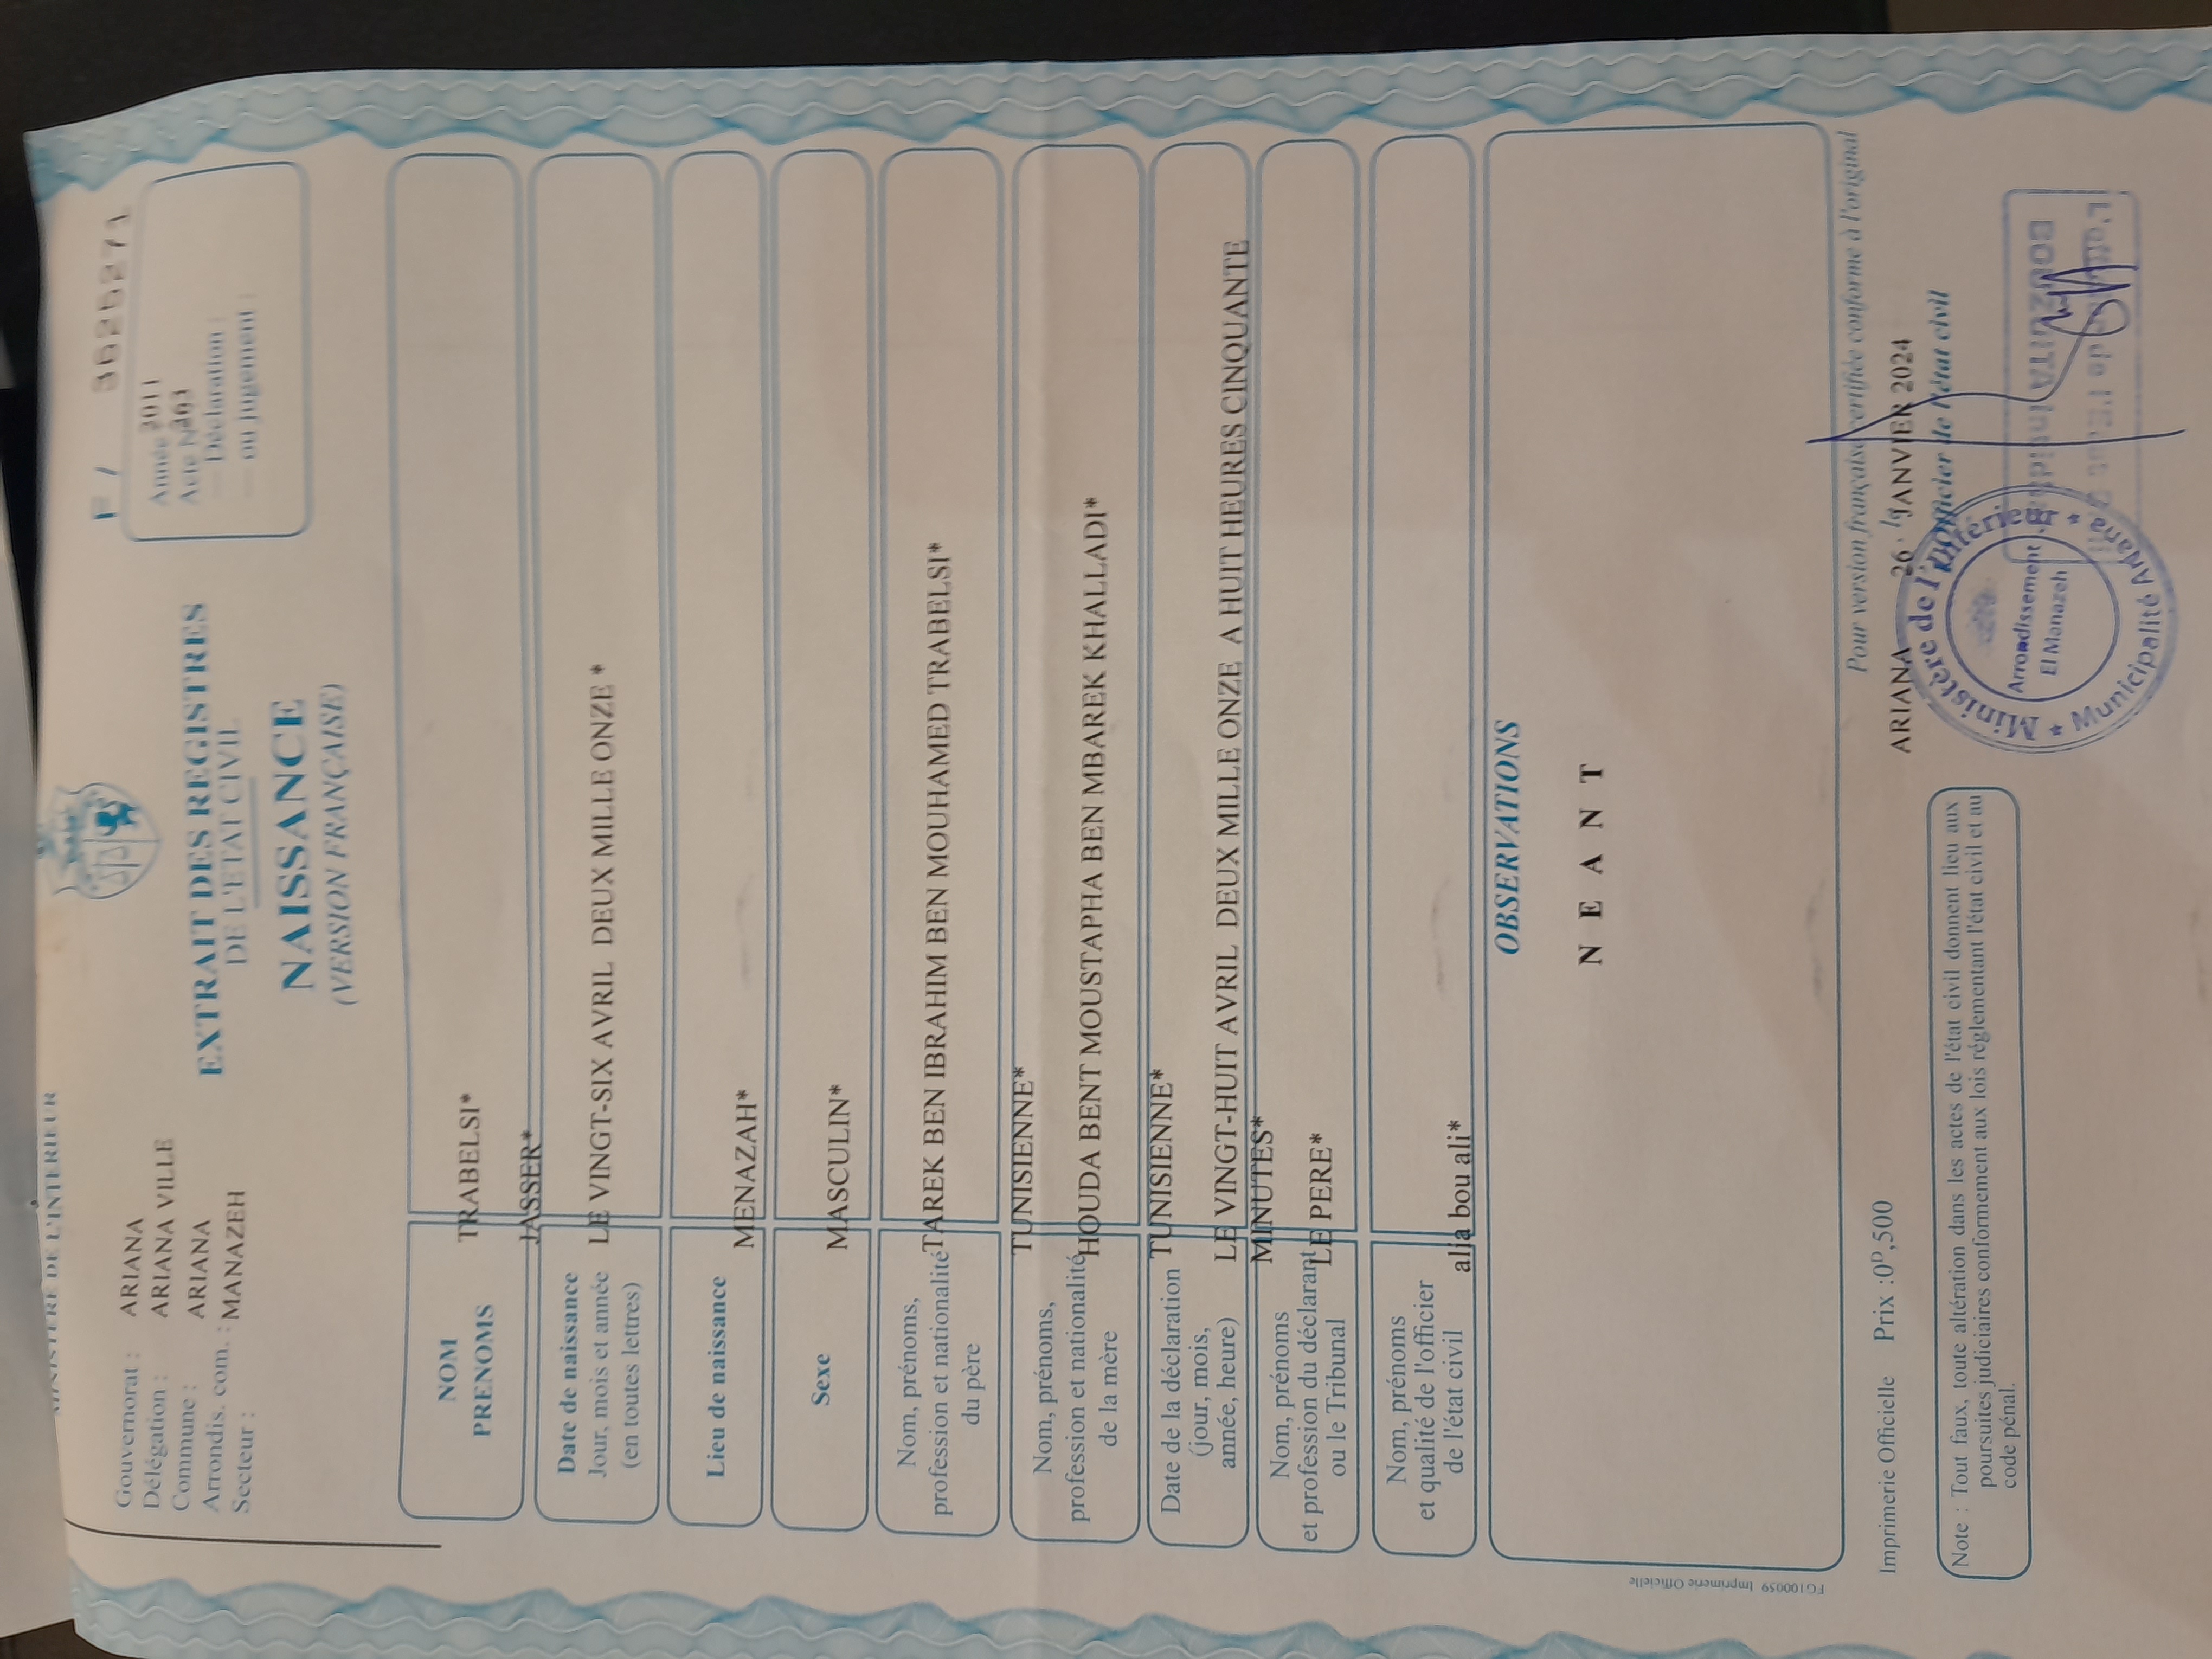 MINISTERE DE L'INTERIEUR
Gouvernorat : ARIANA
Délégation : ARIANA VILLE
Commune : ARIANA
Arrondis. com. : MANAZEH
Secteur :
F / 3625271
Année 2011
Acte N° 263
— Déclaration :
— ou jugement :
EXTRAIT DES REGISTRES
DE L'ETAT CIVIL
NAISSANCE
(VERSION FRANÇAISE)
NOM TRABELSI*
PRENOMS JASSER*
Date de naissance
Jour, mois et année LE VINGT-SIX AVRIL DEUX MILLE ONZE *
(en toutes lettres)
Lieu de naissance MENAZAH*
Sexe MASCULIN*
Nom, prénoms,
profession et nationalité TAREK BEN IBRAHIM BEN MOUHAMED TRABELSI*
du père
TUNISIENNE*
Nom, prénoms,
profession et nationalité HOUDA BENT MOUSTAPHA BEN MBAREK KHALLADI*
de la mère
TUNISIENNE*
Date de la déclaration
(jour, mois,
année, heure) LE VINGT-HUIT AVRIL DEUX MILLE ONZE A HUIT HEURES CINQUANTE
MINUTES*
Nom, prénoms
et profession du déclarant LE PERE*
ou le Tribunal
Nom, prénoms
et qualité de l'officier
de l'état civil alja bou ali*
OBSERVATIONS
N E A N T
FG100059 Imprimerie Officielle
Pour version française certifiée conforme à l'original
Imprimerie Officielle Prix :0ᴰ,500
ARIANA 26 JANVIER 2024
L'officier de l'état civil
Note : Tout faux, toute altération dans les actes de l'état civil donnent lieu aux
poursuites judiciaires conformement aux lois réglementant l'état civil et au
code pénal.
Ministère de l'Intérieur
Arrondissement
El Manazeh
* Municipalité Ariana *